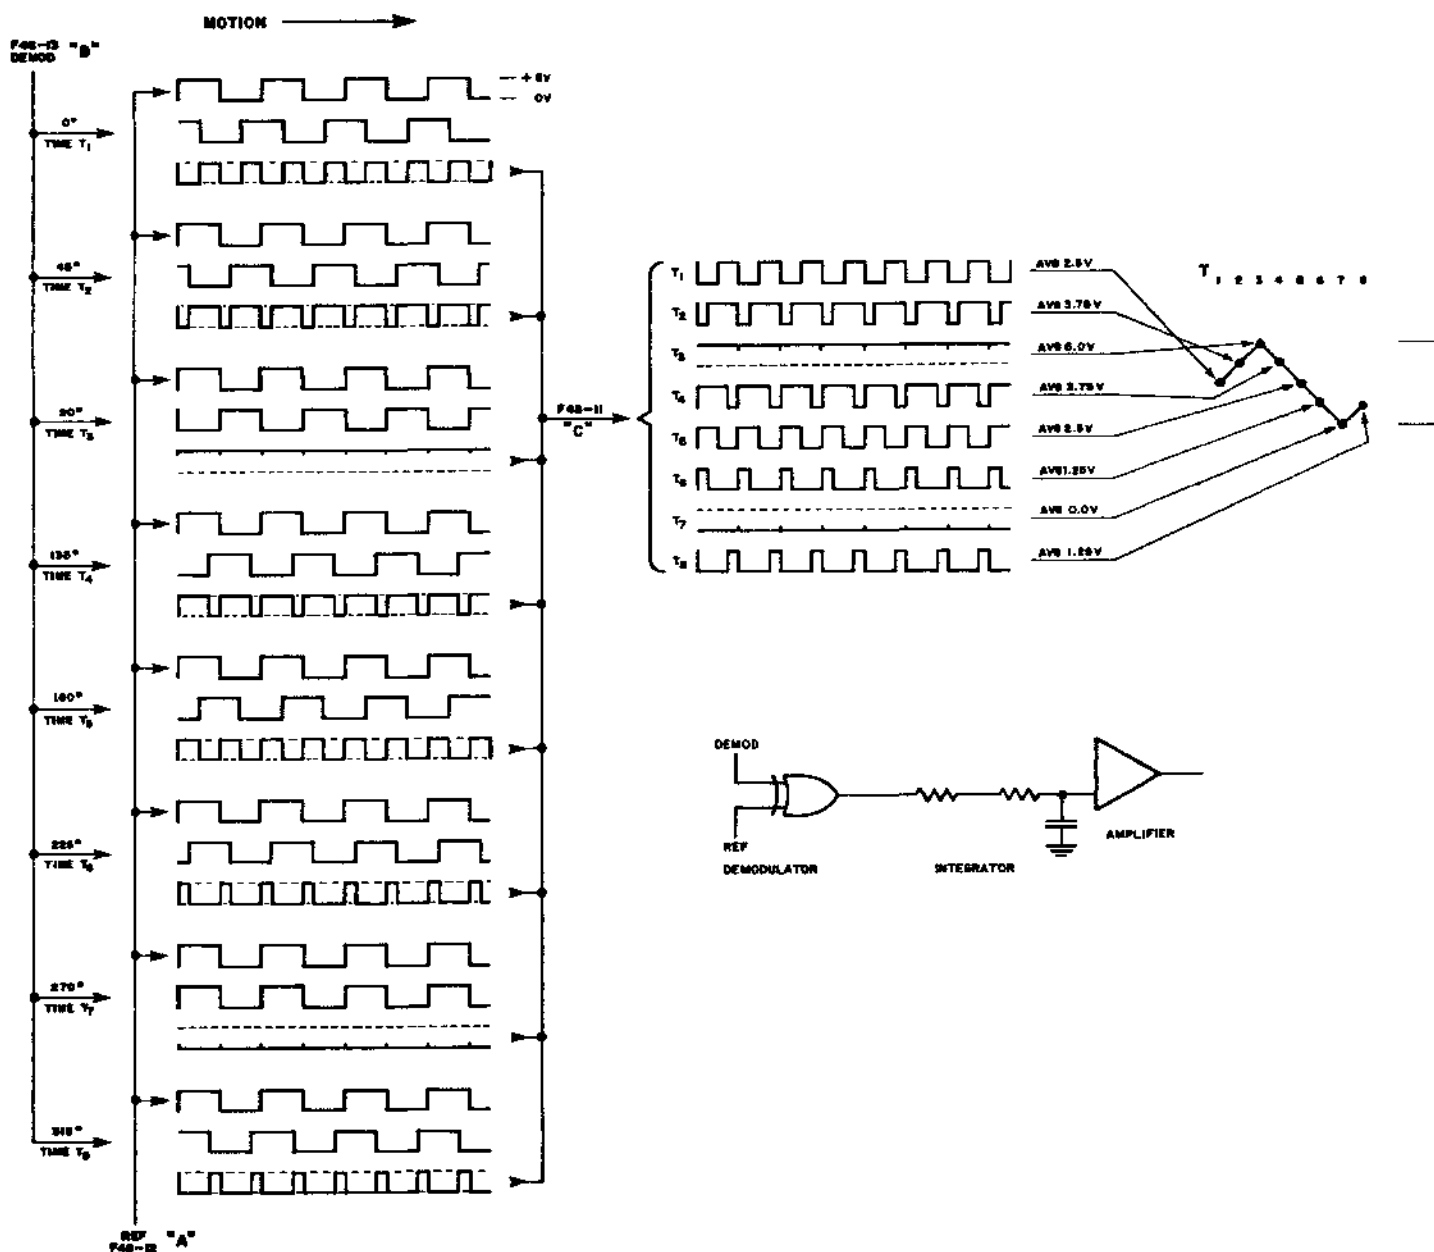 MOTION
F46-13 "B"
DEMOD
+5V
0V
0°
TIME T1
45°
TIME T2
90°
TIME T3
135°
TIME T4
180°
TIME T5
225°
TIME T6
270°
TIME T7
315°
TIME T8
REF "A"
F46-12
F46-11
"C"
T1
T2
T3
T4
T5
T6
T7
T8
AVG 2.5V
AVG 3.75V
AVG 5.0V
AVG 3.75V
AVG 2.5V
AVG 1.25V
AVG 0.0V
AVG 1.25V
T 1 2 3 4 5 6 7 8
DEMOD
REF
DEMODULATOR
INTEGRATOR
AMPLIFIER